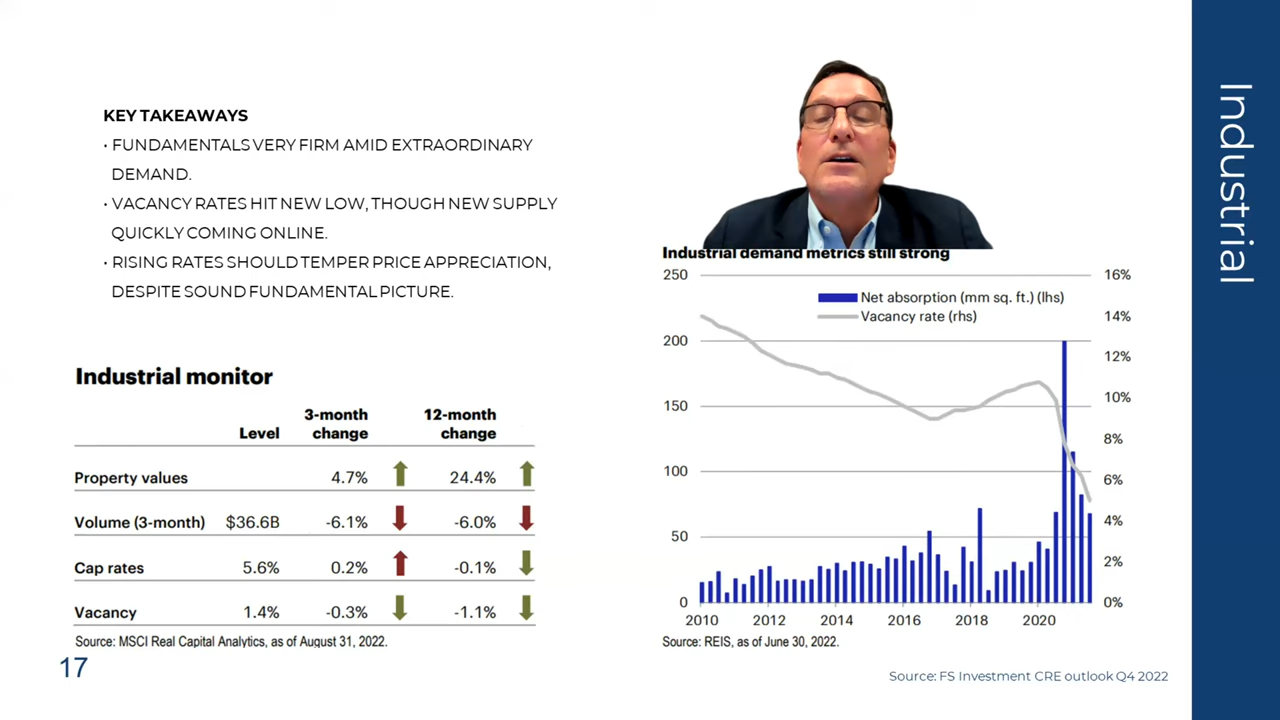 KEY TAKEAWAYS
• FUNDAMENTALS VERY FIRM AMID EXTRAORDINARY
DEMAND.
• VACANCY RATES HIT NEW LOW, THOUGH NEW SUPPLY
QUICKLY COMING ONLINE.
• RISING RATES SHOULD TEMPER PRICE APPRECIATION,
DESPITE SOUND FUNDAMENTAL PICTURE.
Industrial monitor
Level 3-month change 12-month change
Property values 4.7% 24.4%
Volume (3-month) $36.6B -6.1% -6.0%
Cap rates 5.6% 0.2% -0.1%
Vacancy 1.4% -0.3% -1.1%
Source: MSCI Real Capital Analytics, as of August 31, 2022.
17
Industrial demand metrics still strong
Net absorption (mm sq. ft.) (lhs)
Vacancy rate (rhs)
250
200
150
100
50
0
16%
14%
12%
10%
8%
6%
4%
2%
0%
2010 2012 2014 2016 2018 2020
Source: REIS, as of June 30, 2022.
Source: FS Investment CRE outlook Q4 2022
Industrial